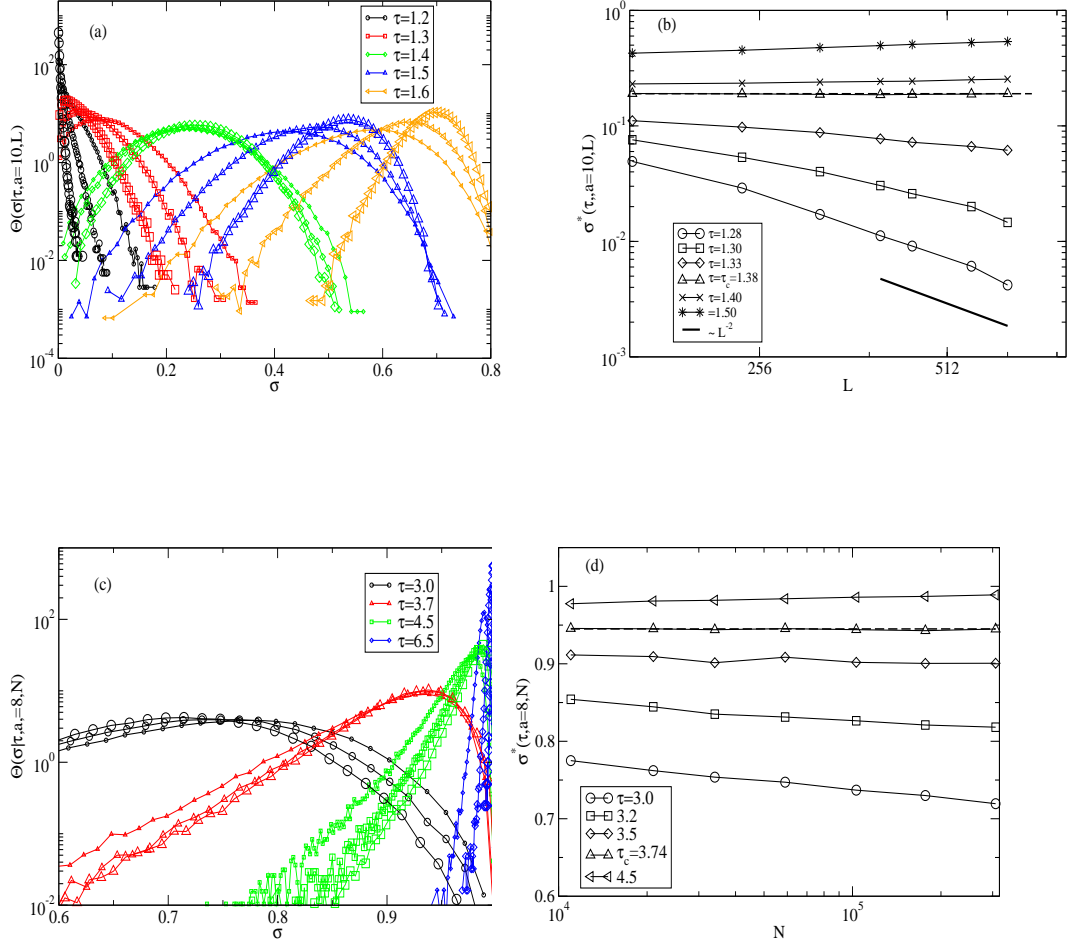 (a)
τ=1.2
τ=1.3
τ=1.4
τ=1.5
τ=1.6
10^2
10^0
10^-2
10^-4
Θ(σ|τ,a=10,L)
0 0.2 0.4 0.6 0.8
σ
(b)
10^0
10^-1
10^-2
10^-3
σ*(τ,,a=10,L)
τ=1.28
τ=1.30
τ=1.33
τ=τ_c=1.38
τ=1.40
=1.50
~ L^-2
256 512
L
(c)
τ=3.0
τ=3.7
τ=4.5
τ=6.5
10^2
10^0
10^-2
Θ(σ|τ,a,=8,N)
0.6 0.7 0.8 0.9
σ
(d)
1
0.9
0.8
0.7
0.6
σ*(τ,a=8,N)
τ=3.0
3.2
3.5
τ_c=3.74
4.5
10^4 10^5
N